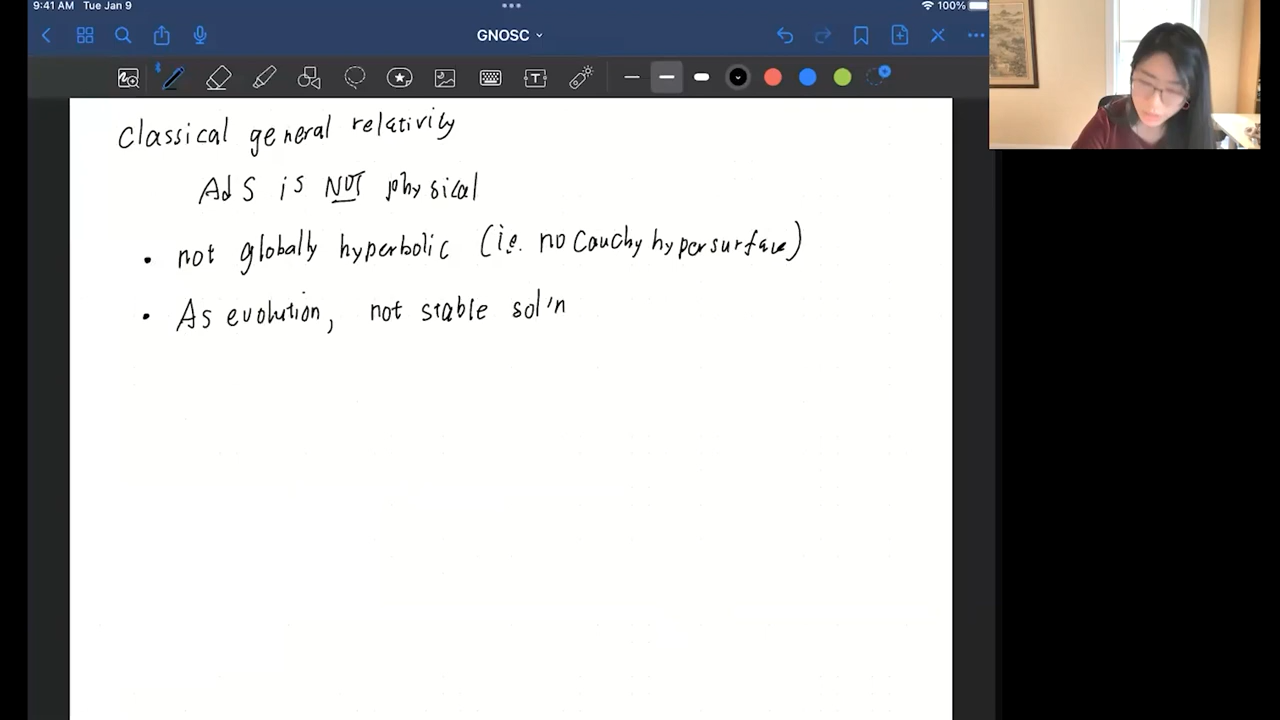 9:41 AM Tue Jan 9
100%
GNOSC
Classical general relativity
AdS is NOT physical
• not globally hyperbolic (i.e. no Cauchy hypersurface)
• As evolution, not stable sol'n